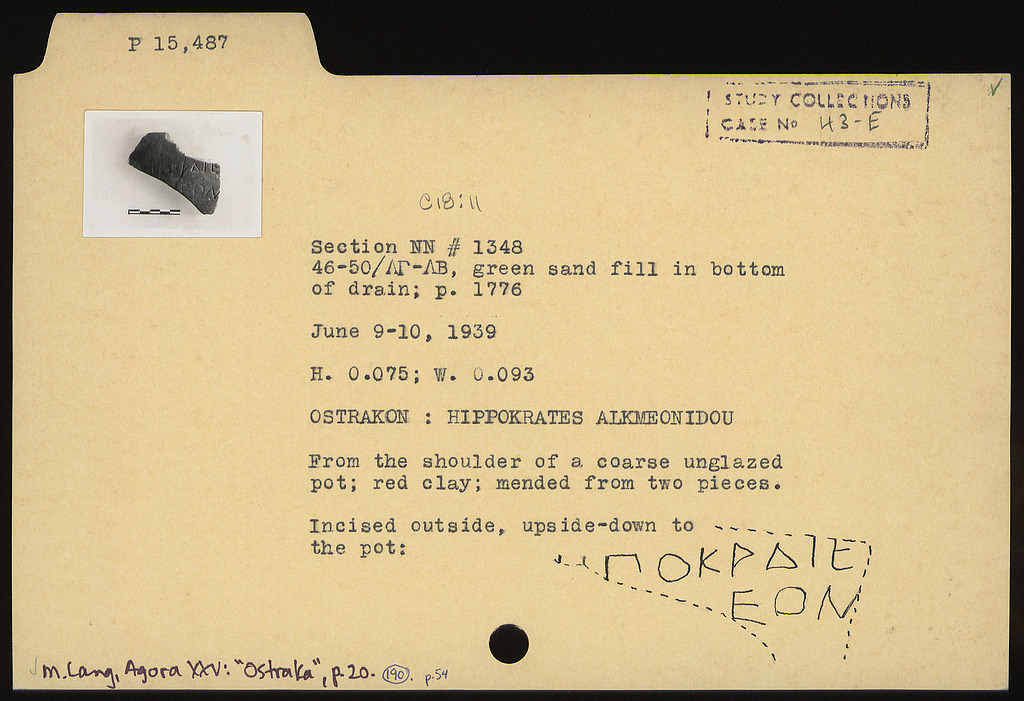 P 15,487
STUDY COLLECTIONS
CASE No 43-E
C18:11
Section NN # 1348
46-50/ΛΓ-ΛΒ, green sand fill in bottom
of drain; p. 1776
June 9-10, 1939
H. 0.075; W. 0.093
OSTRAKON : HIPPOKRATES ALKMEONIDOU
From the shoulder of a coarse unglazed
pot; red clay; mended from two pieces.
Incised outside, upside-down to
the pot:
ΠΟΚΡΑΤΕ
ΕΟΝ
M. Lang, Agora XXV: "Ostraka", p. 20. 190. p. 54